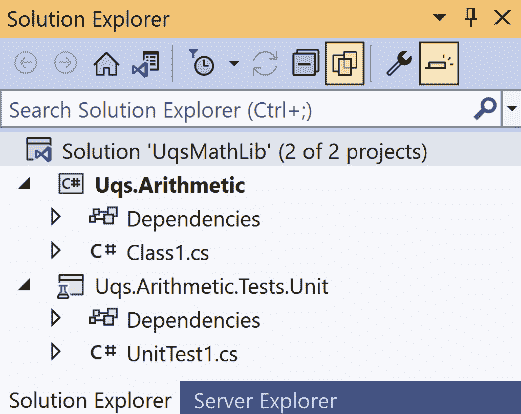 Solution Explorer
Search Solution Explorer (Ctrl+;)
Solution 'UqsMathLib' (2 of 2 projects)
C# Uqs.Arithmetic
Dependencies
C# Class1.cs
Uqs.Arithmetic.Tests.Unit
Dependencies
C# UnitTest1.cs
Solution Explorer Server Explorer